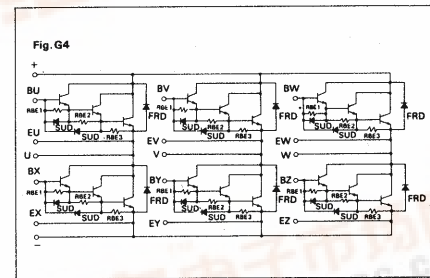 Fig.G4
+
BU BV BW
RBE1 RBE1 RBE1
RBE2 RBE2 RBE2
FRD FRD FRD
SUD SUD SUD
SUD RBE3 SUD RBE3 SUD RBE3
EU EV EW
U V W
BX BY BZ
RBE1 RBE1 RBE1
RBE2 RBE2 RBE2
FRD FRD FRD
SUD SUD SUD
SUD RBE3 SUD RBE3 SUD RBE3
EX EY EZ
−